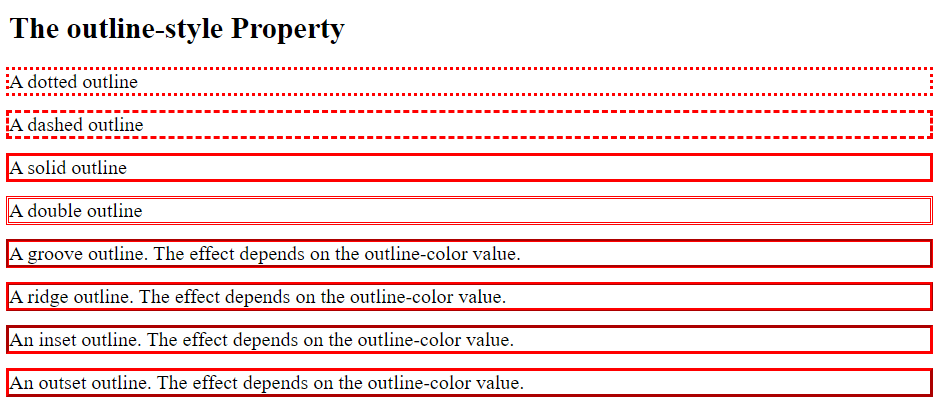 The outline-style Property
A dotted outline
A dashed outline
A solid outline
A double outline
A groove outline. The effect depends on the outline-color value.
A ridge outline. The effect depends on the outline-color value.
An inset outline. The effect depends on the outline-color value.
An outset outline. The effect depends on the outline-color value.